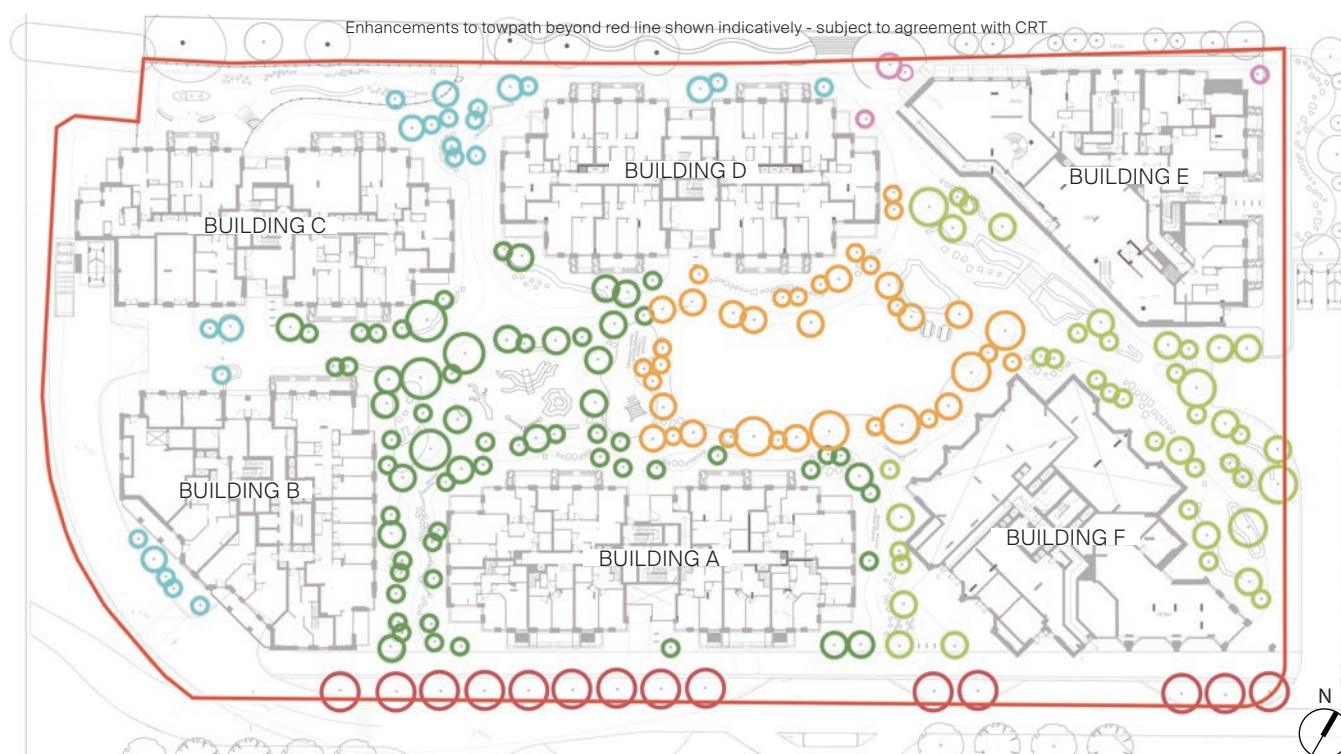 Enhancements to towpath beyond red line shown indicatively - subject to agreement with CRT
BUILDING D
BUILDING E
BUILDING C
BUILDING B
BUILDING A
BUILDING F
N